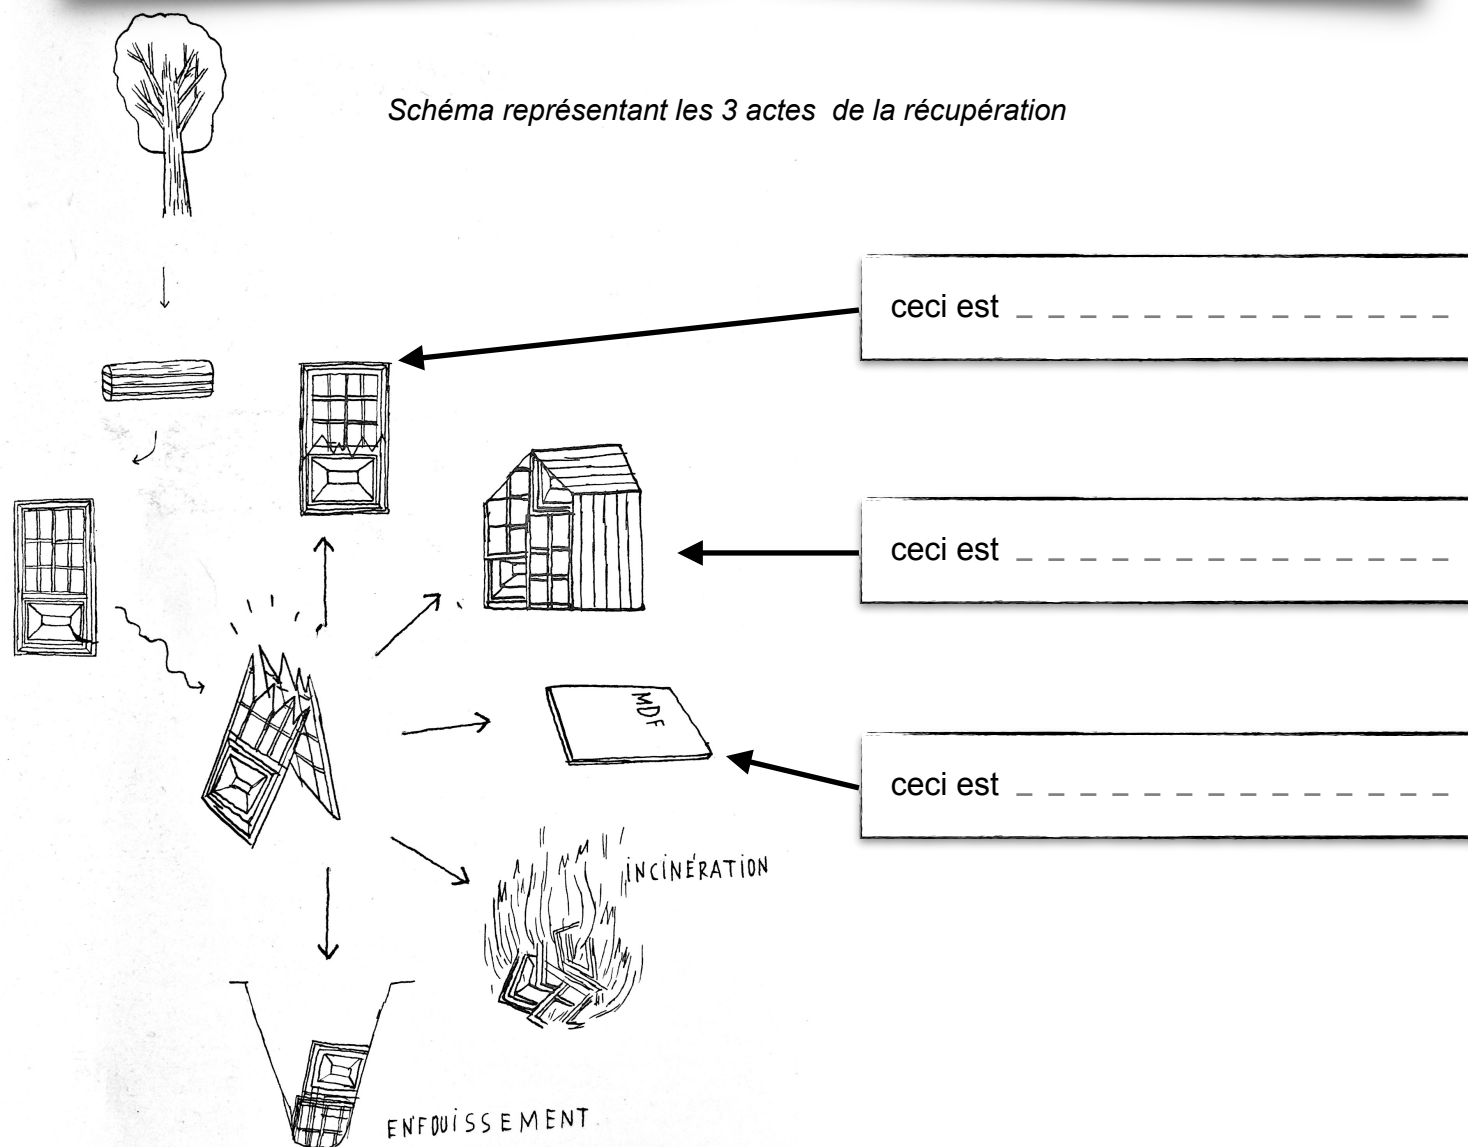 Schéma représentant les 3 actes de la récupération
ceci est _ _ _ _ _ _ _ _ _ _ _ _ _ _
ceci est _ _ _ _ _ _ _ _ _ _ _ _ _ _
MDF
ceci est _ _ _ _ _ _ _ _ _ _ _ _ _ _
INCINÉRATION
ENFOUISSEMENT